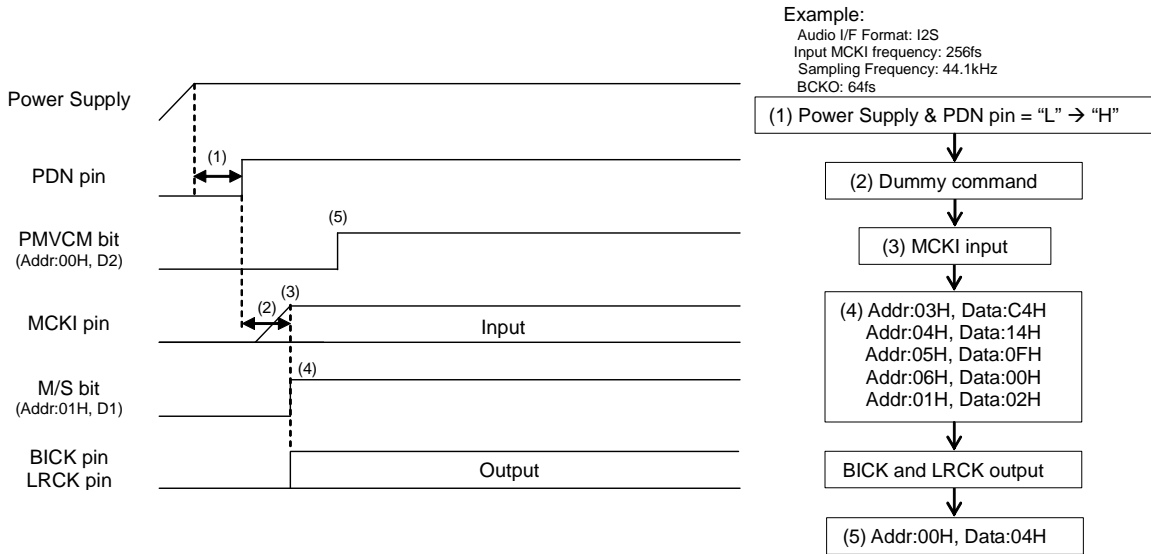 Example:
Audio I/F Format: I2S
Input MCKI frequency: 256fs
Sampling Frequency: 44.1kHz
BCKO: 64fs
Power Supply
(1) Power Supply & PDN pin = “L” → “H”
(1)
PDN pin
(2) Dummy command
(5)
PMVCM bit
(Addr:00H, D2)
(3) MCKI input
(3)
(2)
MCKI pin
Input
(4) Addr:03H, Data:C4H
Addr:04H, Data:14H
Addr:05H, Data:0FH
Addr:06H, Data:00H
Addr:01H, Data:02H
(4)
M/S bit
(Addr:01H, D1)
BICK pin
LRCK pin
Output
BICK and LRCK output
(5) Addr:00H, Data:04H